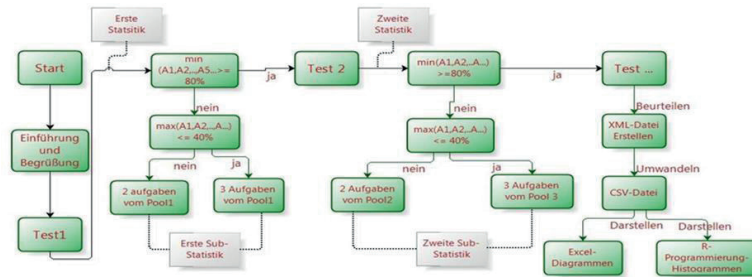 Erste
Statsitik
Zweite
Statistik
Start
min
(A1,A2,..,A5...>=
80%
ja
Test 2
min(A1,A2,..A...)
>=80%
ja
Test ...
nein
nein
Beurteilen
Einführung
und
Begrüßung
max(A1,A2,..,A...)
<= 40%
max(A1,A2,..A...)
<= 40%
XML-Datei
Erstellen
nein
ja
nein
ja
Umwandeln
2 aufgaben
vom Pool1
3 Aufgaben
vom Pool1
2 Aufgaben
vom Pool2
3 Aufgaben
vom Pool 3
CSV-Datei
Test1
Darstellen
Darstellen
Erste Sub-
Statistik
Zweite Sub-
Statistik
Excel-
Diagrammen
R-
Programmierung-
Histogrammen